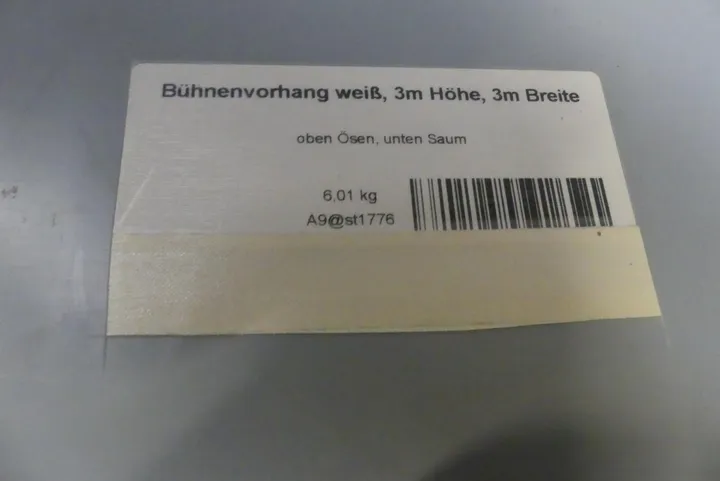 Bühnenvorhang weiß, 3m Höhe, 3m Breite
oben Ösen, unten Saum
6,01 kg
A9@st1776